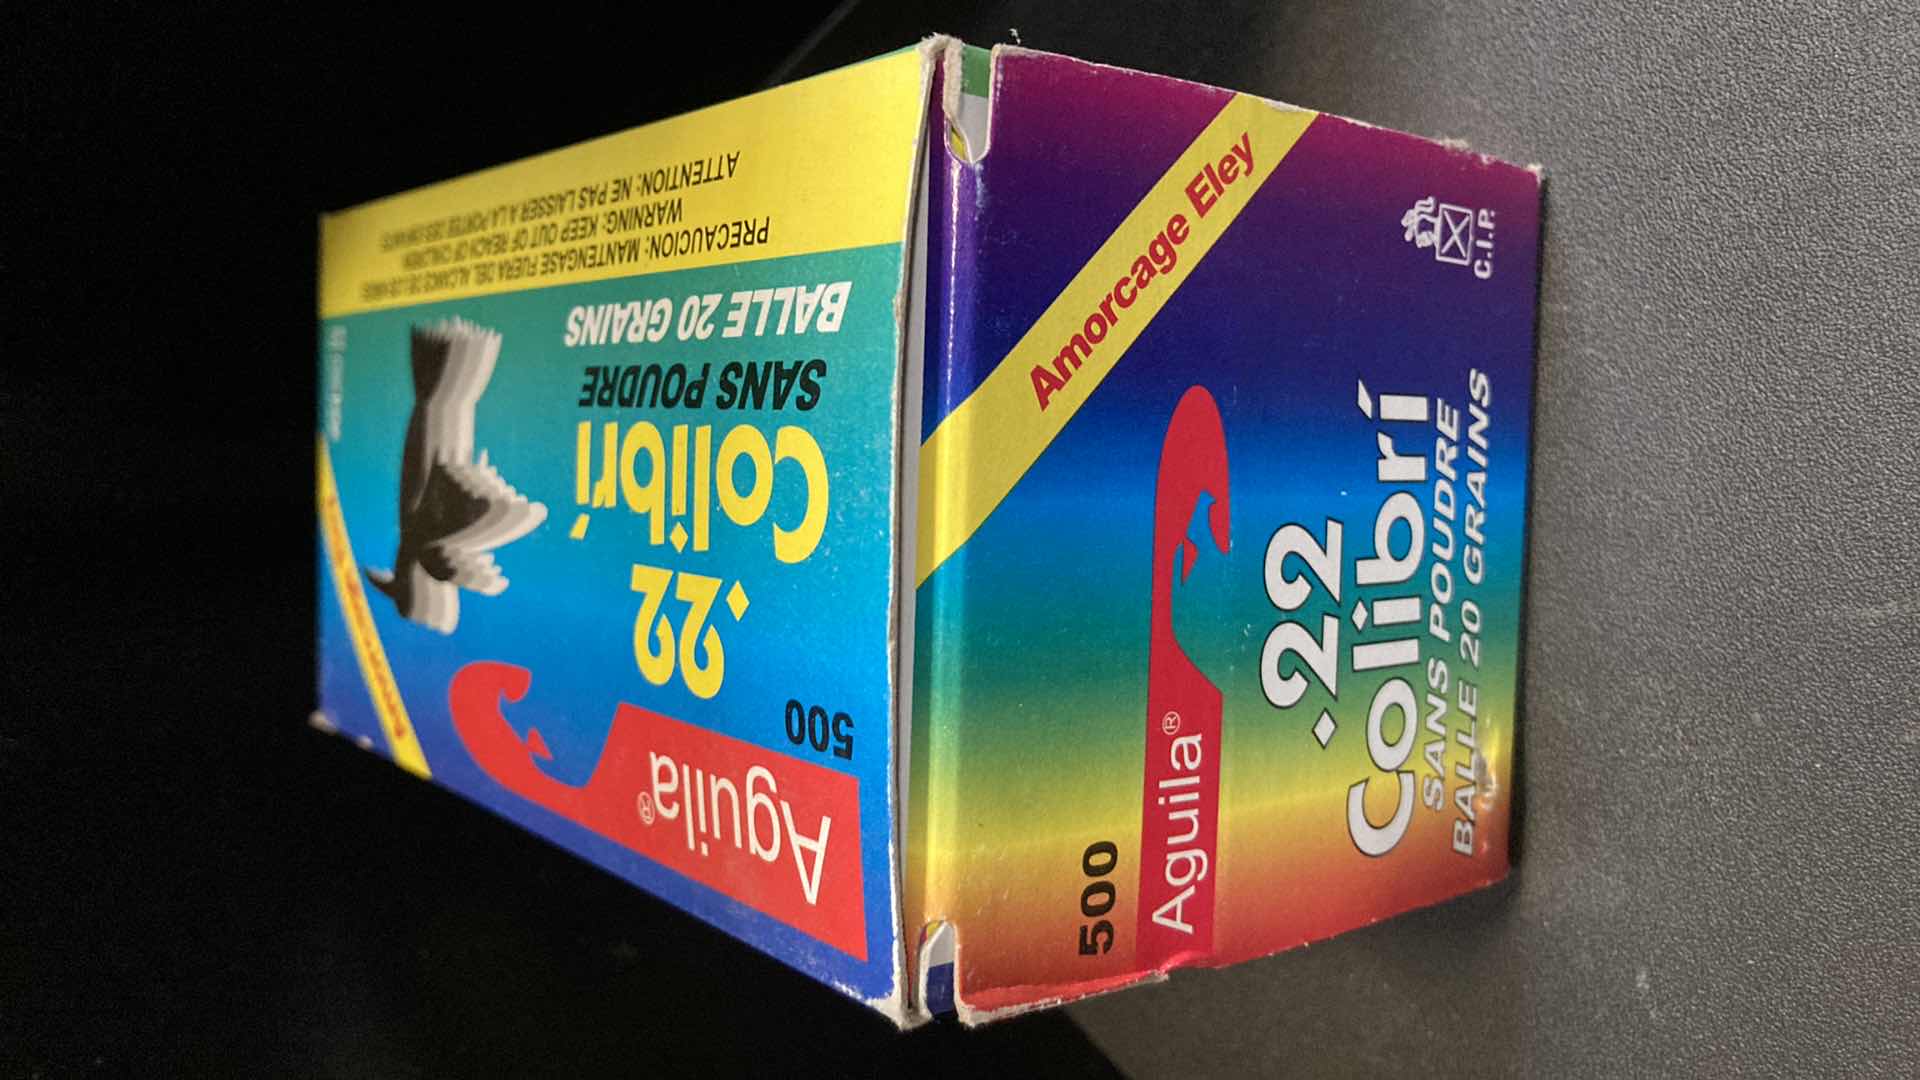 Amorcage Eley
C.I.P.
500
Aguila®
.22
Colibrí
SANS POUDRE
BALLE 20 GRAINS
Aguila®
500
.22
Colibrí
SANS POUDRE
BALLE 20 GRAINS
PRECAUCION: MANTENGASE FUERA DEL ALCANCE DE LOS NIÑOS
WARNING: KEEP OUT OF REACH OF CHILDREN
ATTENTION: NE PAS LAISSER A LA PORTEE DES ENFANTS